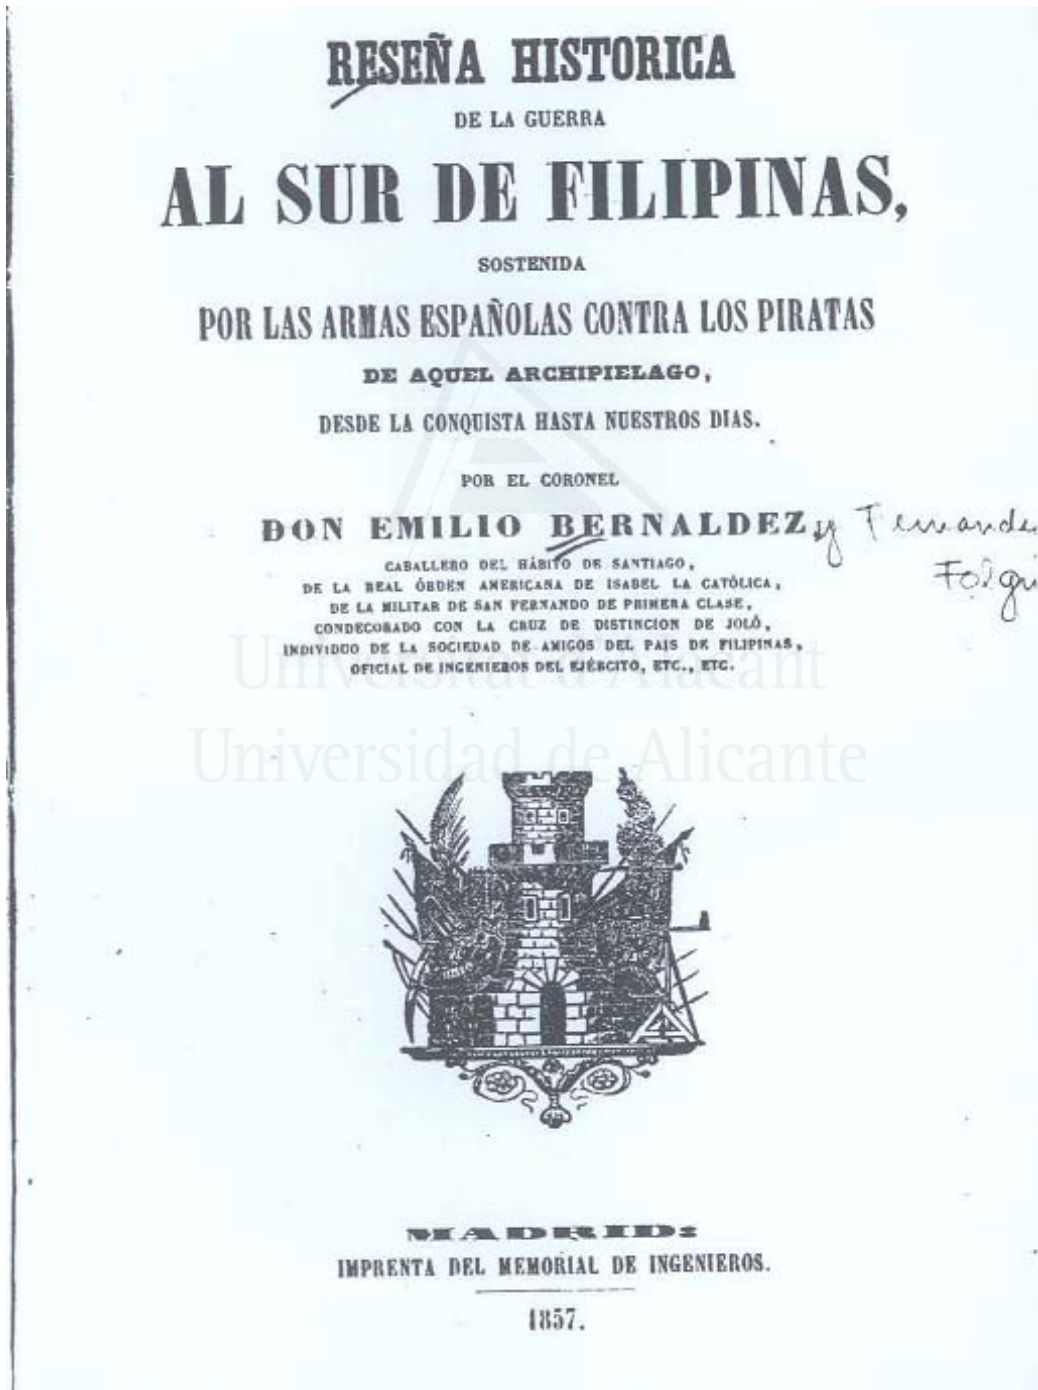 RESEÑA HISTORICA
DE LA GUERRA
AL SUR DE FILIPINAS,
SOSTENIDA
POR LAS ARMAS ESPAÑOLAS CONTRA LOS PIRATAS
DE AQUEL ARCHIPIELAGO,
DESDE LA CONQUISTA HASTA NUESTROS DIAS.
POR EL CORONEL
DON EMILIO BERNALDEZ, y Fernande
Folgu
CABALLERO DEL HÁBITO DE SANTIAGO,
DE LA REAL ÓRDEN AMERICANA DE ISABEL LA CATÓLICA,
DE LA MILITAR DE SAN FERNANDO DE PRIMERA CLASE,
CONDECORADO CON LA CRUZ DE DISTINCION DE JOLÓ,
INDIVIDUO DE LA SOCIEDAD DE AMIGOS DEL PAIS DE FILIPINAS,
OFICIAL DE INGENIEROS DEL EJÉRCITO, ETC., ETC.
Universitat d'Alacant
Universidad de Alicante
MADRID:
IMPRENTA DEL MEMORIAL DE INGENIEROS.
1857.